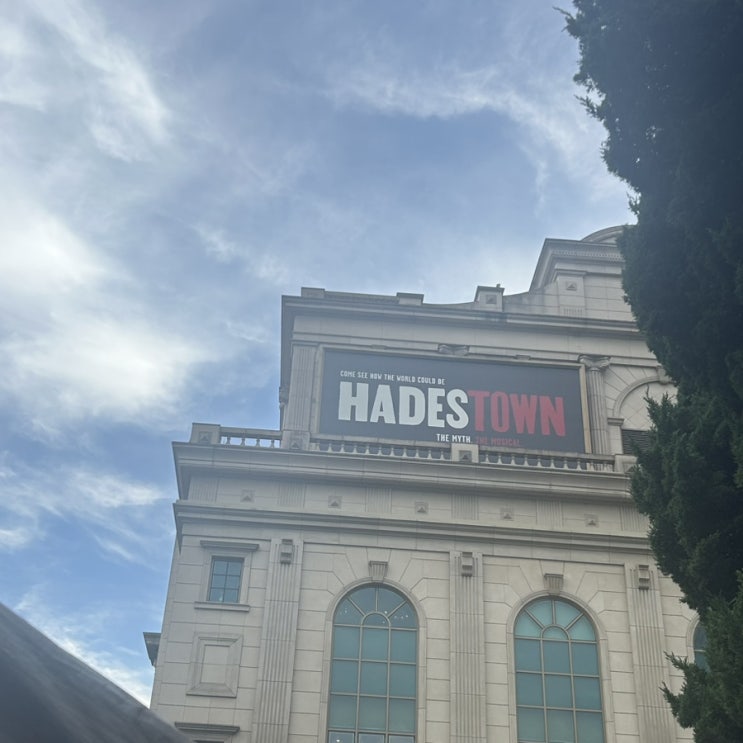 COME SEE HOW THE WORLD COULD BE
HADESTOWN
THE MYTH. THE MUSICAL.